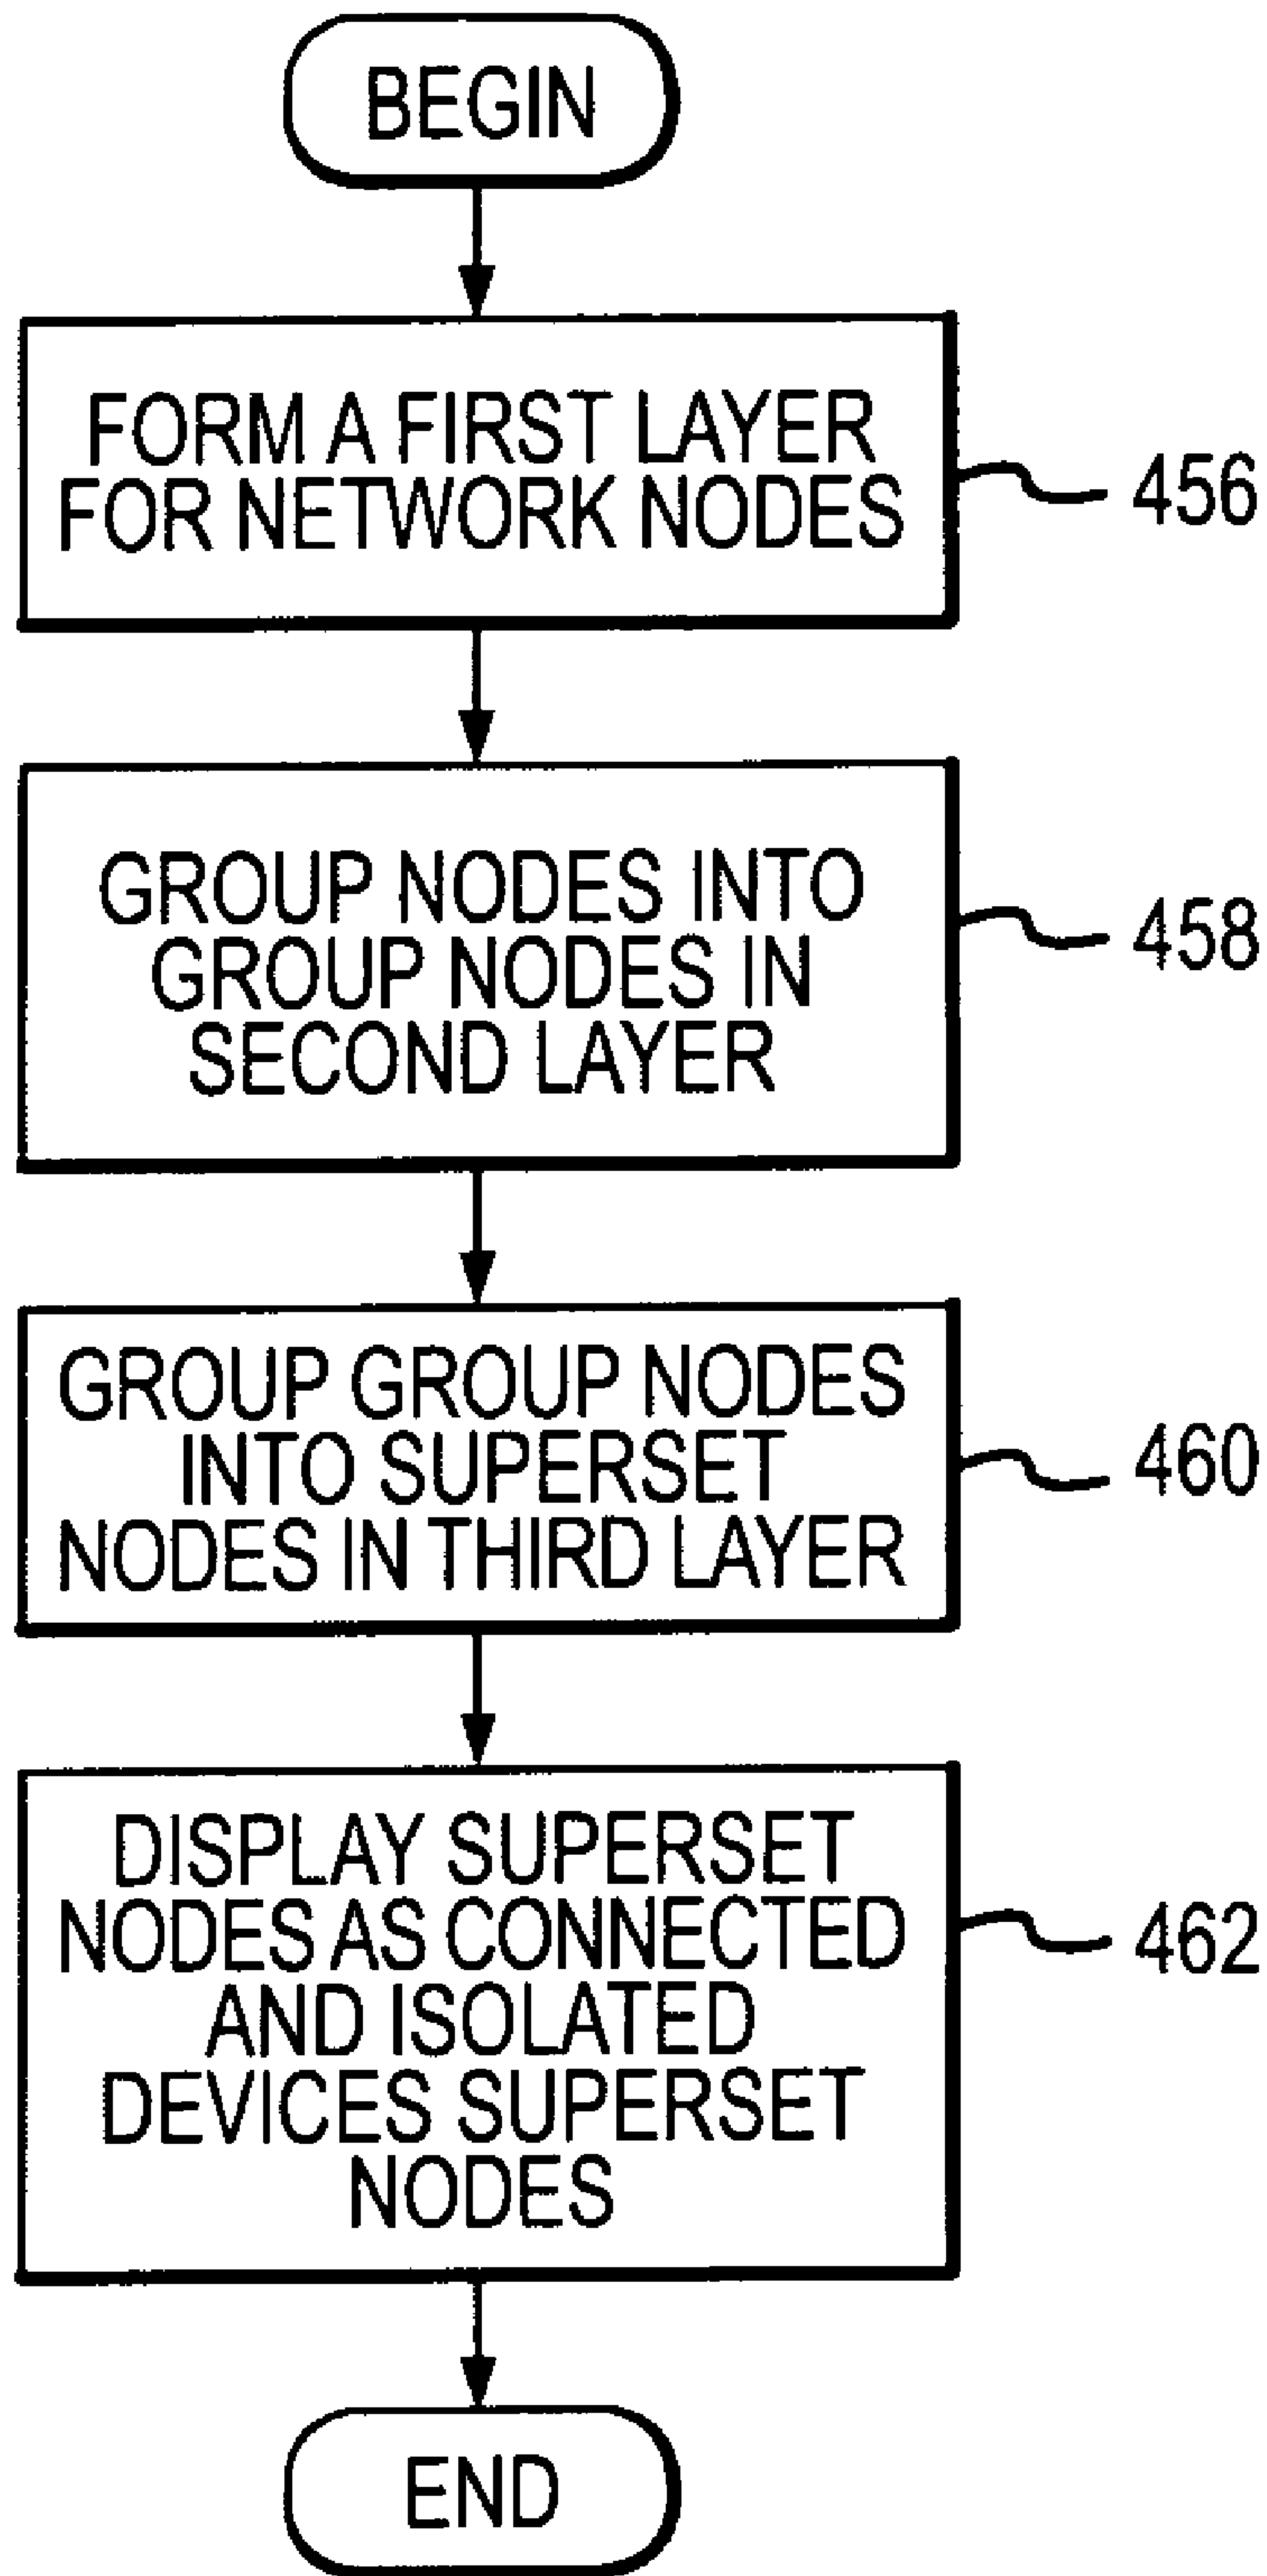 BEGIN
FORM A FIRST LAYER
FOR NETWORK NODES
456
GROUP NODES INTO
GROUP NODES IN
SECOND LAYER
458
GROUP GROUP NODES
INTO SUPERSET
NODES IN THIRD LAYER
460
DISPLAY SUPERSET
NODES AS CONNECTED
AND ISOLATED
DEVICES SUPERSET
NODES
462
END